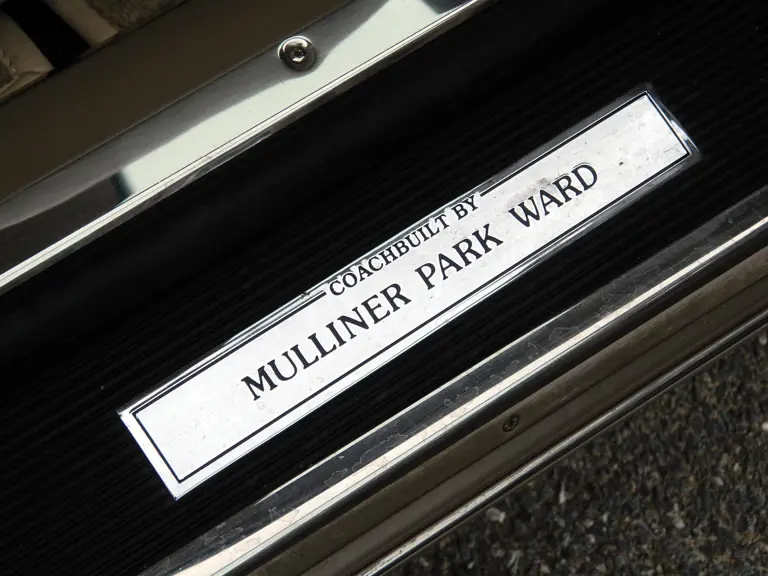 COACHBUILT BY
MULLINER PARK WARD